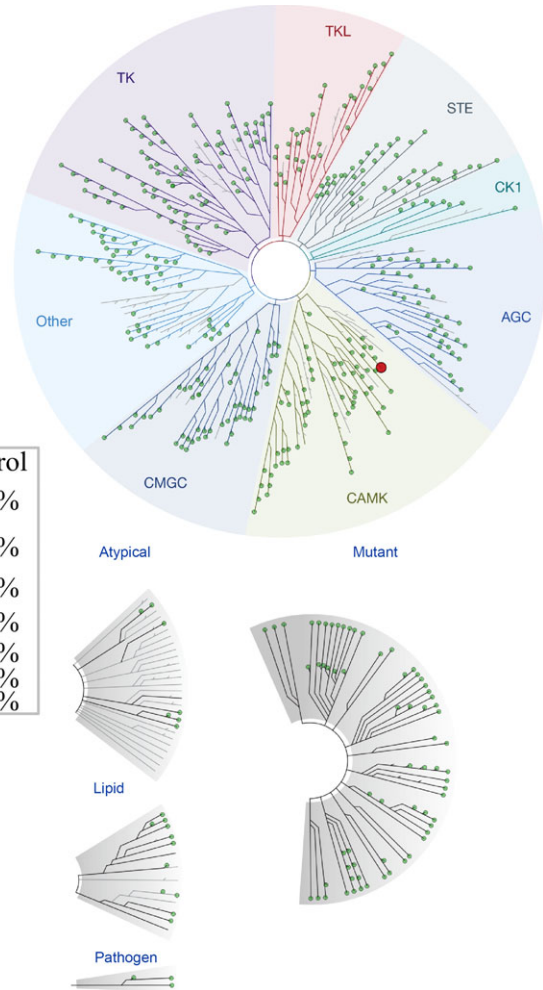 TKL
TK
STE
CK1
AGC
Other
CMGC
CAMK
rol
%
%
%
%
%
%
%
Atypical
Mutant
Lipid
Pathogen